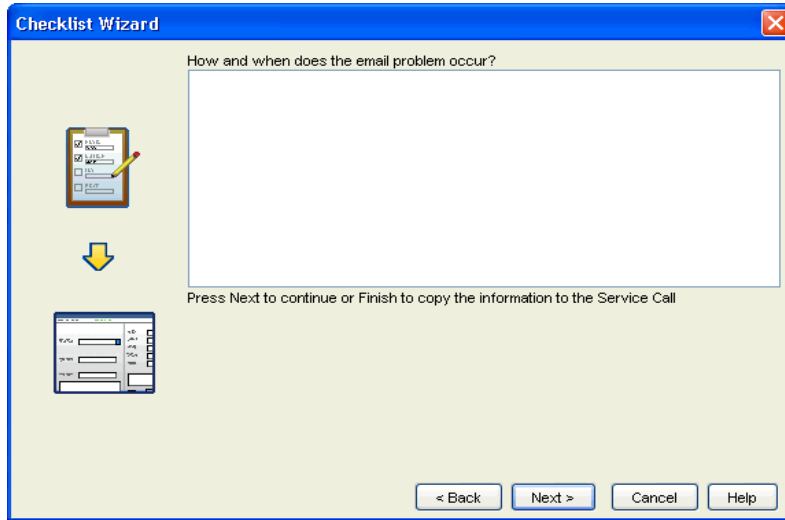 Checklist Wizard
How and when does the email problem occur?
Press Next to continue or Finish to copy the information to the Service Call
< Back
Next >
Cancel
Help